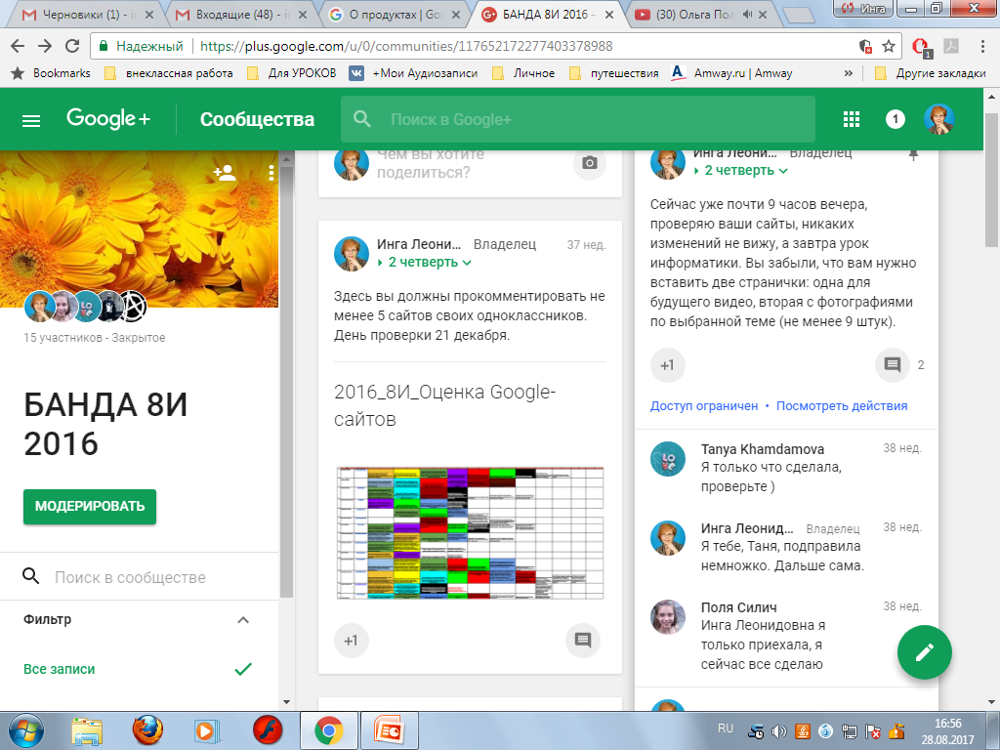 Черновики (1) - i
Входящие (48) - i
О продуктах | Goo
БАНДА 8И 2016 –
(30) Ольга Пол
Инга
Надежный
https://plus.google.com/u/0/communities/117652172277403378988
1
Bookmarks
внеклассная работа
Для УРОКОВ
+Мои Аудиозаписи
Личное
путешествия
Amway.ru | Amway
»
Другие закладки
Google+
Сообщества
Поиск в Google+
1
15 участников - Закрытое
БАНДА 8И
2016
МОДЕРИРОВАТЬ
Поиск в сообществе
Фильтр
Все записи
Чем вы хотите
поделиться?
Инга Леони... Владелец 37 нед.
2 четверть
Здесь вы должны прокомментировать не
менее 5 сайтов своих одноклассников.
День проверки 21 декабря.
2016_8И_Оценка Google-
сайтов
+1
Инга Леони... Владелец
2 четверть
Сейчас уже почти 9 часов вечера,
проверяю ваши сайты, никаких
изменений не вижу, а завтра урок
информатики. Вы забыли, что вам нужно
вставить две странички: одна для
будущего видео, вторая с фотографиями
по выбранной теме (не менее 9 штук).
+1
2
Доступ ограничен • Посмотреть действия
Tanya Khamdamova 38 нед.
Я только что сделала,
проверьте )
Инга Леонид... Владелец 38 нед.
Я тебе, Таня, подправила
немножко. Дальше сама.
Поля Силич 38 нед.
Инга Леонидовна я
только приехала, я
сейчас все сделаю
RU
16:56
28.08.2017